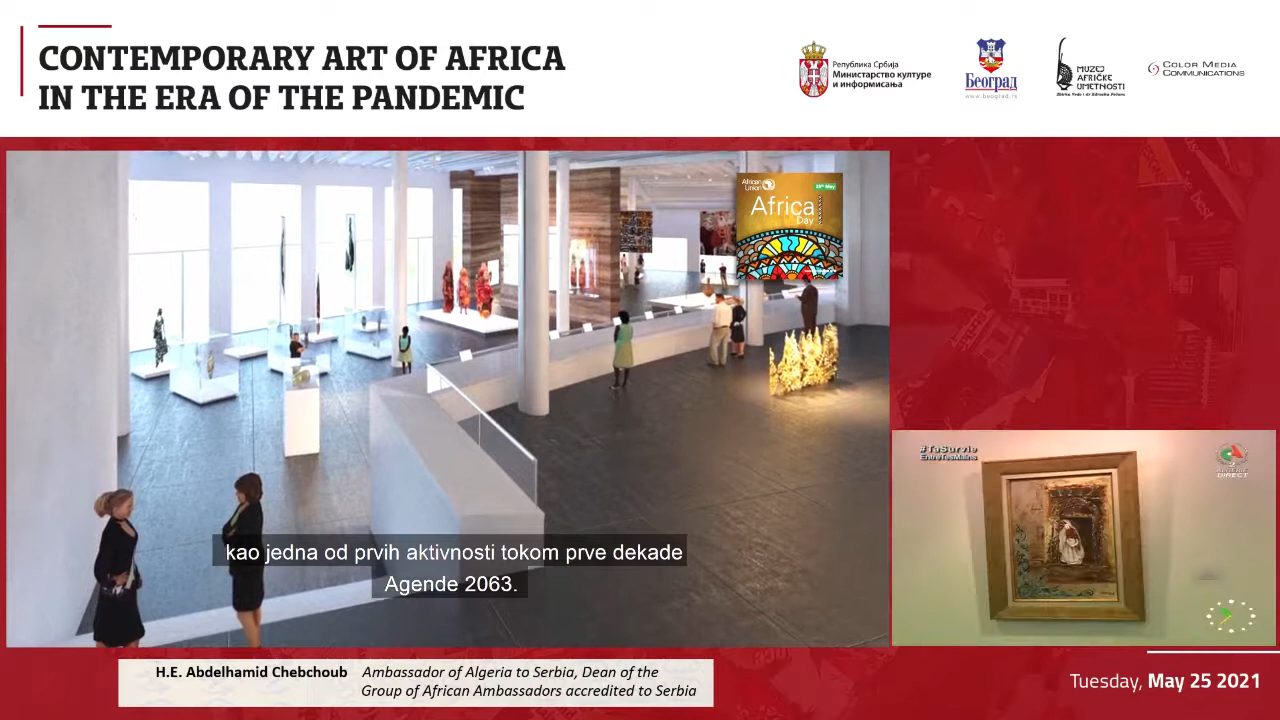 CONTEMPORARY ART OF AFRICA
IN THE ERA OF THE PANDEMIC
Република Србија
Министарство културе
и информисања
Београд
www.beograd.rs
MUZEJ
AFRIČKE
UMETNOSTI
COLOR MEDIA
COMMUNICATIONS
African
Union
25th May
Africa
Day
#TaSurvie
EntreTesMains
DIRECT
kao jedna od prvih aktivnosti tokom prve dekade
Agende 2063.
H.E. Abdelhamid Chebchoub Ambassador of Algeria to Serbia, Dean of the
Group of African Ambassadors accredited to Serbia
Tuesday, May 25 2021